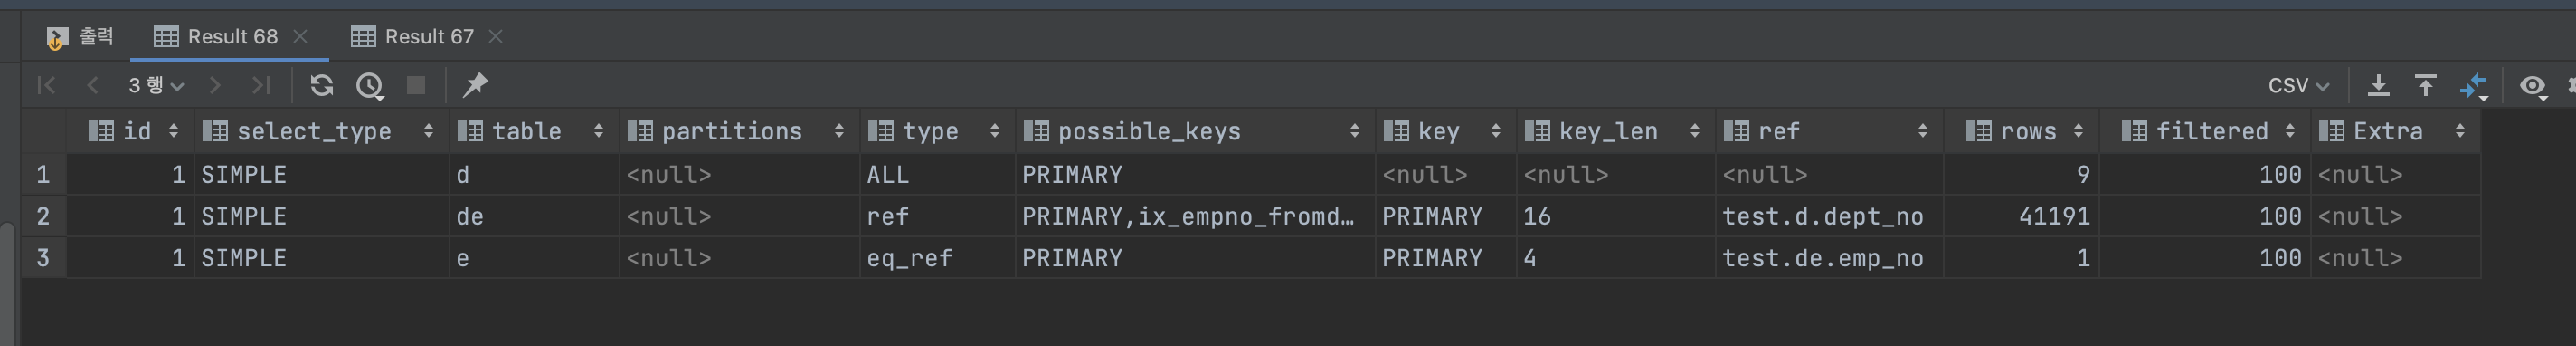 출력 Result 68 Result 67
3 행 CSV
id select_type table partitions type possible_keys key key_len ref rows filtered Extra
1 1 SIMPLE d <null> ALL PRIMARY <null> <null> <null> 9 100 <null>
2 1 SIMPLE de <null> ref PRIMARY,ix_empno_fromd… PRIMARY 16 test.d.dept_no 41191 100 <null>
3 1 SIMPLE e <null> eq_ref PRIMARY PRIMARY 4 test.de.emp_no 1 100 <null>